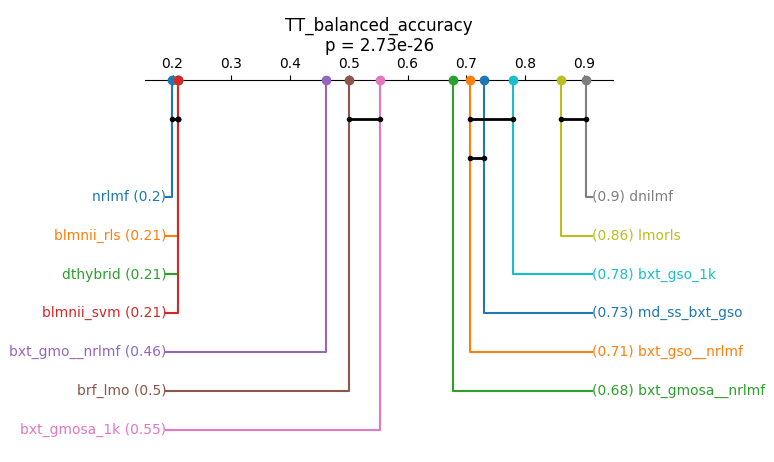 TT_balanced_accuracy
p = 2.73e-26
0.2 0.3 0.4 0.5 0.6 0.7 0.8 0.9
nrlmf (0.2)
(0.9) dnilmf
blmnii_rls (0.21)
(0.86) lmorls
dthybrid (0.21)
(0.78) bxt_gso_1k
blmnii_svm (0.21)
(0.73) md_ss_bxt_gso
bxt_gmo__nrlmf (0.46)
(0.71) bxt_gso__nrlmf
brf_lmo (0.5)
(0.68) bxt_gmosa__nrlmf
bxt_gmosa_1k (0.55)